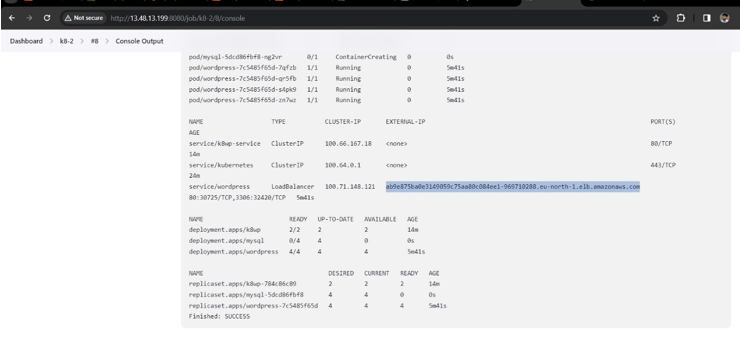 Not secure http://13.48.13.199:8080/job/k8-2/8/console
Dashboard > k8-2 > #8 > Console Output
pod/mysql-5dcd86fbf8-ng2vr 0/1 ContainerCreating 0 0s
pod/wordpress-7c5485f65d-7qfzb 1/1 Running 0 5m41s
pod/wordpress-7c5485f65d-qr5fb 1/1 Running 0 5m41s
pod/wordpress-7c5485f65d-s4pk9 1/1 Running 0 5m41s
pod/wordpress-7c5485f65d-zn7wz 1/1 Running 0 5m41s
NAME TYPE CLUSTER-IP EXTERNAL-IP PORT(S)
AGE
service/k8wp-service ClusterIP 100.66.167.18 <none> 80/TCP
14m
service/kubernetes ClusterIP 100.64.0.1 <none> 443/TCP
24m
service/wordpress LoadBalancer 100.71.148.121 ab9e875ba0e3149059c75aa80c084ee1-969710288.eu-north-1.elb.amazonaws.com
80:30725/TCP,3306:32420/TCP 5m41s
NAME READY UP-TO-DATE AVAILABLE AGE
deployment.apps/k8wp 2/2 2 2 14m
deployment.apps/mysql 0/4 4 0 0s
deployment.apps/wordpress 4/4 4 4 5m41s
NAME DESIRED CURRENT READY AGE
replicaset.apps/k8wp-784c86c89 2 2 2 14m
replicaset.apps/mysql-5dcd86fbf8 4 4 0 0s
replicaset.apps/wordpress-7c5485f65d 4 4 4 5m41s
Finished: SUCCESS